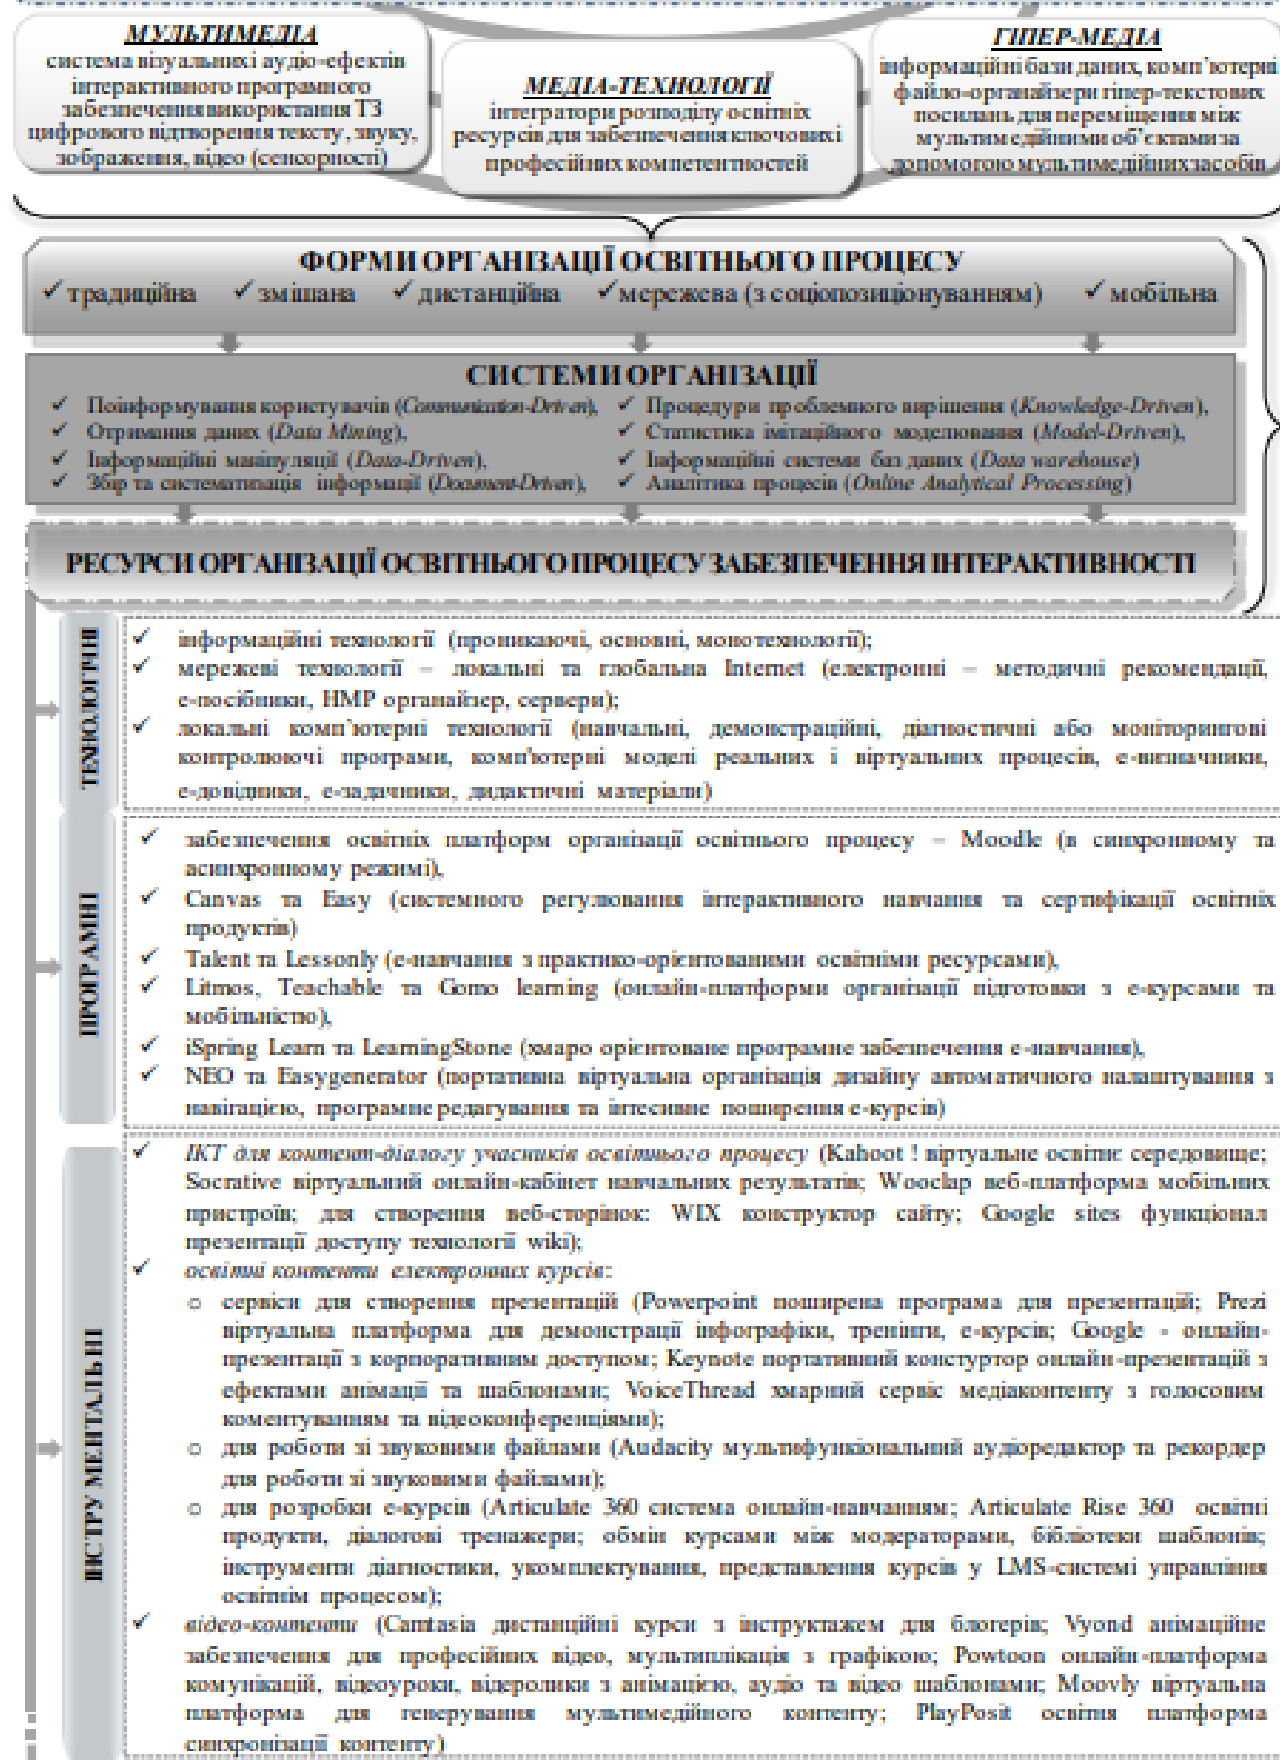 МУЛЬТИМЕДІА
система візуальних і аудіо-ефектів
інтерактивного програмного
забезпечення використання ТЗ
цифрового відтворення тексту, звуку,
зображення, відео (сенсорності)
МЕДІА-ТЕХНОЛОГІЇ
інтегратори розподілу освітніх
ресурсів для забезпечення ключових і
професійних компетентностей
ГІПЕР-МЕДІА
інформаційні бази даних, комп'ютерні
файло-органайзери гіпер-текстових
посилань для переміщення між
мультимедійними об'єктами за
допомогою мультимедійних засобів
ФОРМИ ОРГАНІЗАЦІЇ ОСВІТНЬОГО ПРОЦЕСУ
✓ традиційна ✓ змішана ✓ дистанційна ✓ мережева (з соціопозиціонуванням) ✓ мобільна
СИСТЕМИ ОРГАНІЗАЦІЇ
✓ Поінформування користувачів (Communication-Driven),
✓ Отримання даних (Data Mining),
✓ Інформаційні маніпуляції (Data-Driven),
✓ Збір та систематизація інформації (Document-Driven),
✓ Процедури проблемного вирішення (Knowledge-Driven),
✓ Статистика імітаційного моделювання (Model-Driven),
✓ Інформаційні системи баз даних (Data warehouse)
✓ Аналітика процесів (Online Analytical Processing)
РЕСУРСИ ОРГАНІЗАЦІЇ ОСВІТНЬОГО ПРОЦЕСУ ЗАБЕЗПЕЧЕННЯ ІНТЕРАКТИВНОСТІ
ТЕХНОЛОГІЧНІ
✓ інформаційні технології (проникаючі, основні, монотехнології);
✓ мережеві технології – локальні та глобальна Internet (електронні – методичні рекомендації,
е-посібники, НМР органайзер, сервери);
✓ локальні комп'ютерні технології (навчальні, демонстраційні, діагностичні або моніторингові
контролюючі програми, комп'ютерні моделі реальних і віртуальних процесів, е-визначники,
е-довідники, е-задачники, дидактичні матеріали)
ПРОГРАМНІ
✓ забезпечення освітніх платформ організації освітнього процесу – Moodle (в синхронному та
асинхронному режимі),
✓ Canvas та Easy (системного регулювання інтерактивного навчання та сертифікації освітніх
продуктів)
✓ Talent та Lessonly (е-навчання з практико-орієнтованими освітніми ресурсами),
✓ Litmos, Teachable та Gomo learning (онлайн-платформи організації підготовки з е-курсами та
мобільністю),
✓ iSpring Learn та LearningStone (хмаро орієнтоване програмне забезпечення е-навчання),
✓ NEO та Easygenerator (портативна віртуальна організація дизайну автоматичного налаштування з
навігацією, програмне редагування та інтесивне поширення е-курсів)
ІНСТРУМЕНТАЛЬНІ
✓ ІКТ для контент-діалогу учасників освітнього процесу (Kahoot ! віртуальне освітнє середовище;
Socrative віртуальний онлайн-кабінет навчальних результатів; Wooclap веб-платформа мобільних
пристроїв; для створення веб-сторінок: WIX конструктор сайту; Google sites функціонал
презентації доступу технології wiki);
✓ освітні контенти електронних курсів:
o сервіси для створення презентацій (Powerpoint поширена програма для презентацій; Prezi
віртуальна платформа для демонстрації інфографіки, тренінги, е-курсів; Google - онлайн-
презентації з корпоративним доступом; Keynote портативний констуртор онлайн-презентацій з
ефектами анімації та шаблонами; VoiceThread хмарний сервіс медіаконтенту з голосовим
коментуванням та відеоконференціями);
o для роботи зі звуковими файлами (Audacity мультифункіональний аудіоредактор та рекордер
для роботи зі звуковими файлами);
o для розробки е-курсів (Articulate 360 система онлайн-навчанням; Articulate Rise 360 освітні
продукти, діалогові тренажери; обмін курсами між модераторами, бібліотеки шаблонів;
інструменти діагностики, укомплектування, представлення курсів у LMS-системі управління
освітнім процесом);
✓ відео-контенти (Camtasia дистанційні курси з інструктажем для блогерів; Vyond анімаційне
забезпечення для професійних відео, мультиплікація з графікою; Powtoon онлайн-платформа
комунікацій, відеоуроки, відеролики з анімацією, аудіо та відео шаблонами; Moovly віртуальна
платформа для генерування мультимедійного контенту; PlayPosit освітня платформа
синхронізації контенту)